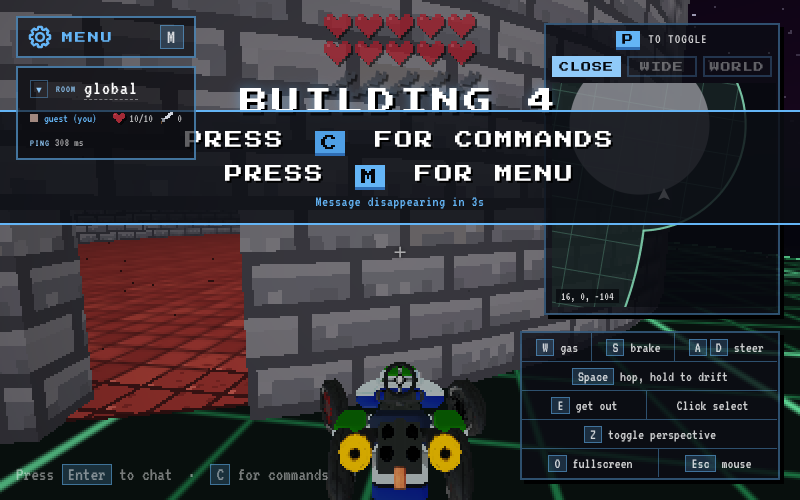 MENU M
ROOM global
guest (you) 10/10 0
PING 308 ms
BUILDING 4
PRESS C FOR COMMANDS
PRESS M FOR MENU
Message disappearing in 3s
P TO TOGGLE
CLOSE WIDE WORLD
16, 0, -104
W gas S brake A D steer
Space hop, hold to drift
E get out Click select
Z toggle perspective
O fullscreen Esc mouse
Press Enter to chat · C for commands